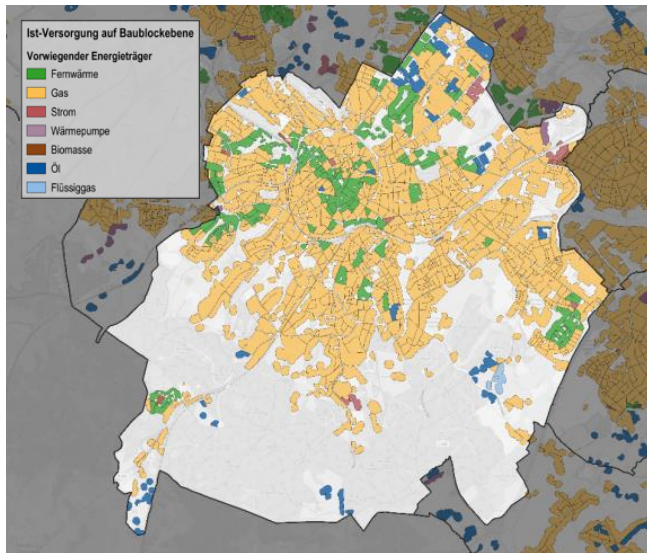 Ist-Versorgung auf Baublockebene
Vorwiegender Energieträger
Fernwärme
Gas
Strom
Wärmepumpe
Biomasse
Öl
Flüssiggas